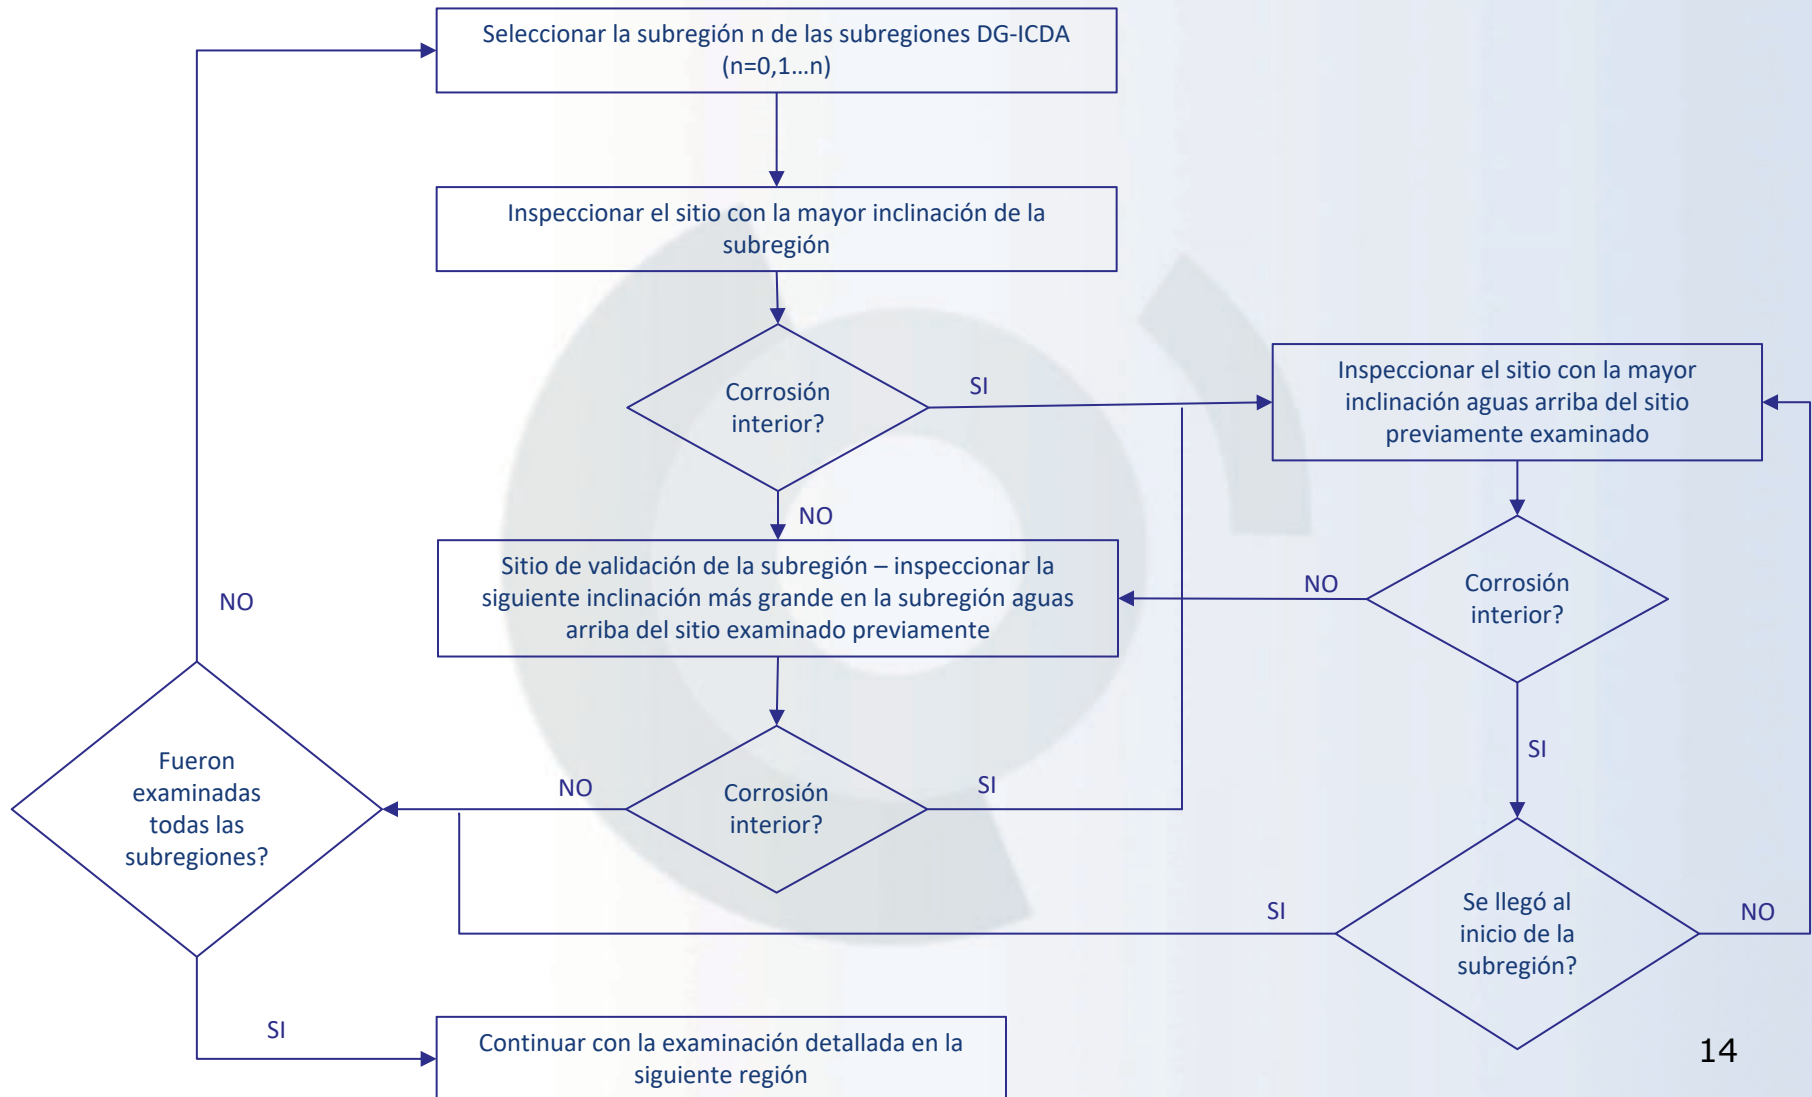 Seleccionar la subregión n de las subregiones DG-ICDA
(n=0,1...n)
Inspeccionar el sitio con la mayor inclinación de la
subregión
Corrosión
interior?
SI
Inspeccionar el sitio con la mayor
inclinación aguas arriba del sitio
previamente examinado
NO
Sitio de validación de la subregión – inspeccionar la
siguiente inclinación más grande en la subregión aguas
arriba del sitio examinado previamente
NO
Corrosión
interior?
NO
SI
Fueron
examinadas
todas las
subregiones?
NO
Corrosión
interior?
SI
SI
Se llegó al
inicio de la
subregión?
NO
SI
Continuar con la examinación detallada en la
siguiente región
14